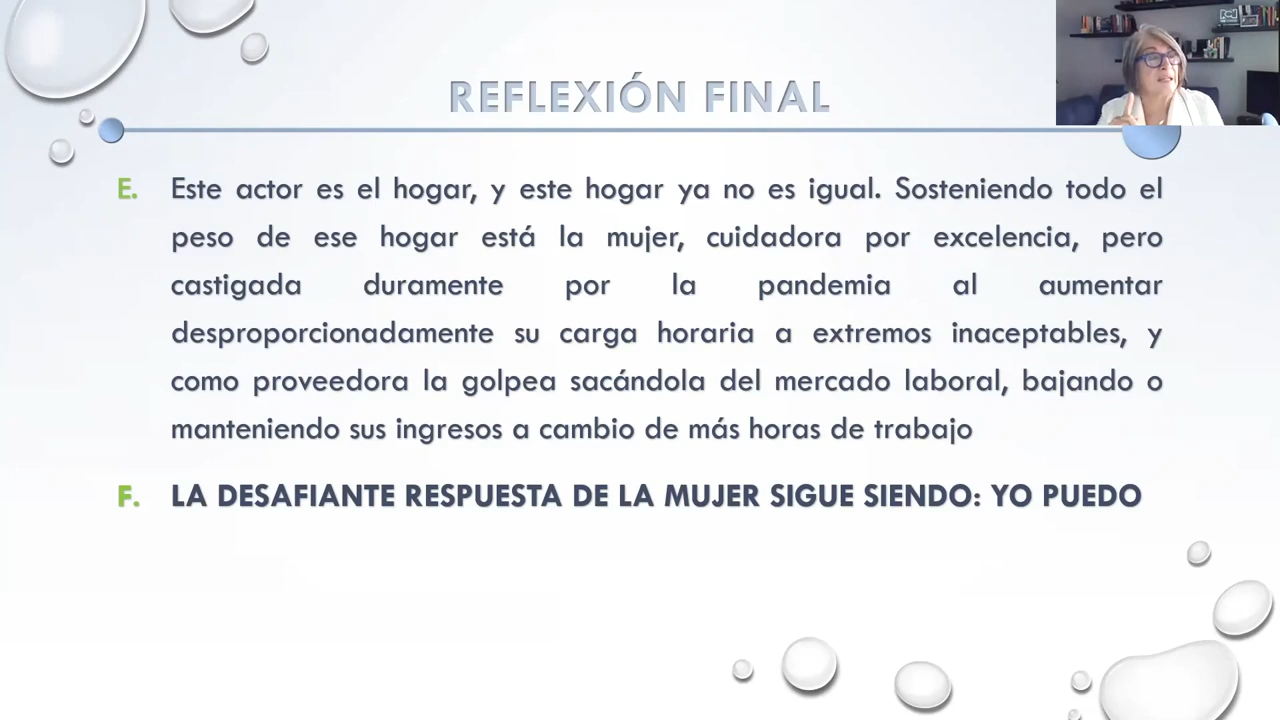 REFLEXIÓN FINAL
E. Este actor es el hogar, y este hogar ya no es igual. Sosteniendo todo el
peso de ese hogar está la mujer, cuidadora por excelencia, pero
castigada duramente por la pandemia al aumentar
desproporcionadamente su carga horaria a extremos inaceptables, y
como proveedora la golpea sacándola del mercado laboral, bajando o
manteniendo sus ingresos a cambio de más horas de trabajo
F. LA DESAFIANTE RESPUESTA DE LA MUJER SIGUE SIENDO: YO PUEDO